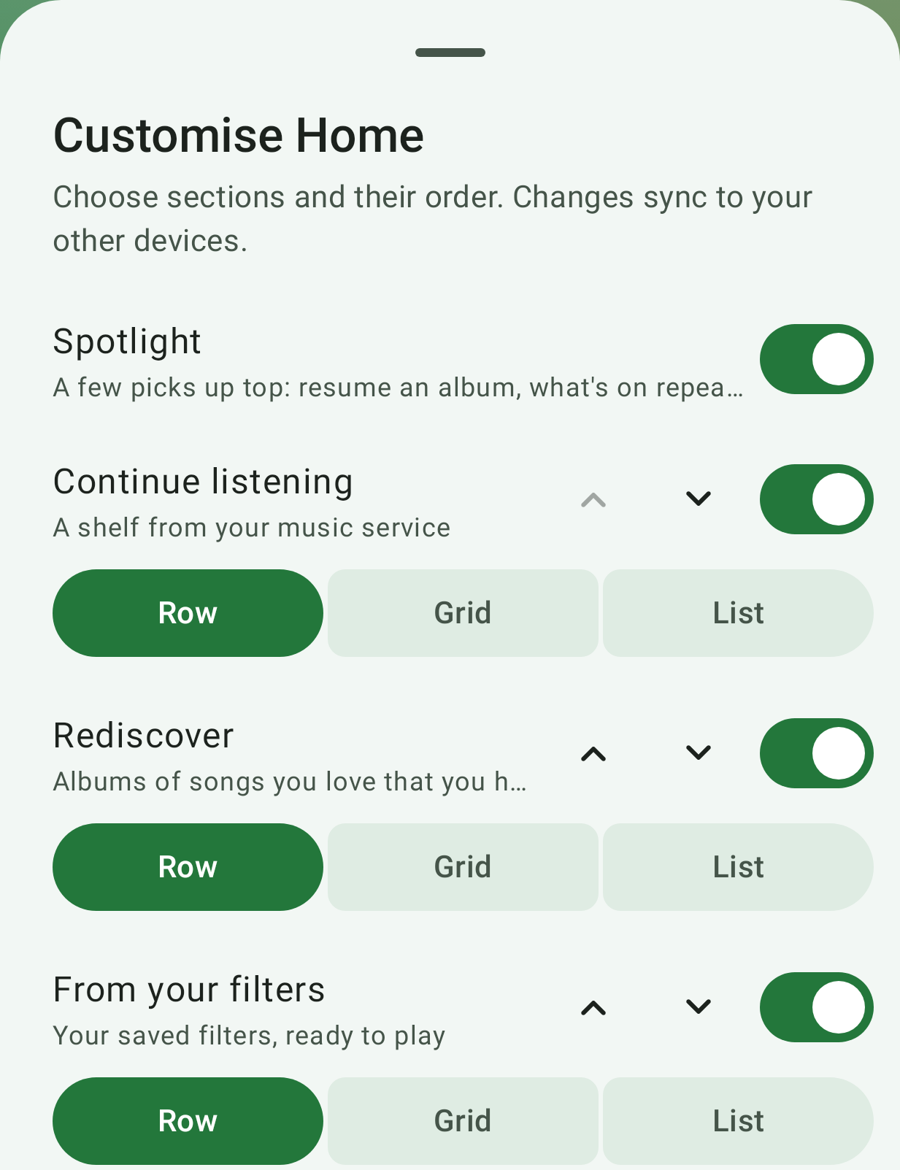 Customise Home
Choose sections and their order. Changes sync to your
other devices.
Spotlight
A few picks up top: resume an album, what's on repea…
Continue listening
A shelf from your music service
Row Grid List
Rediscover
Albums of songs you love that you h…
Row Grid List
From your filters
Your saved filters, ready to play
Row Grid List